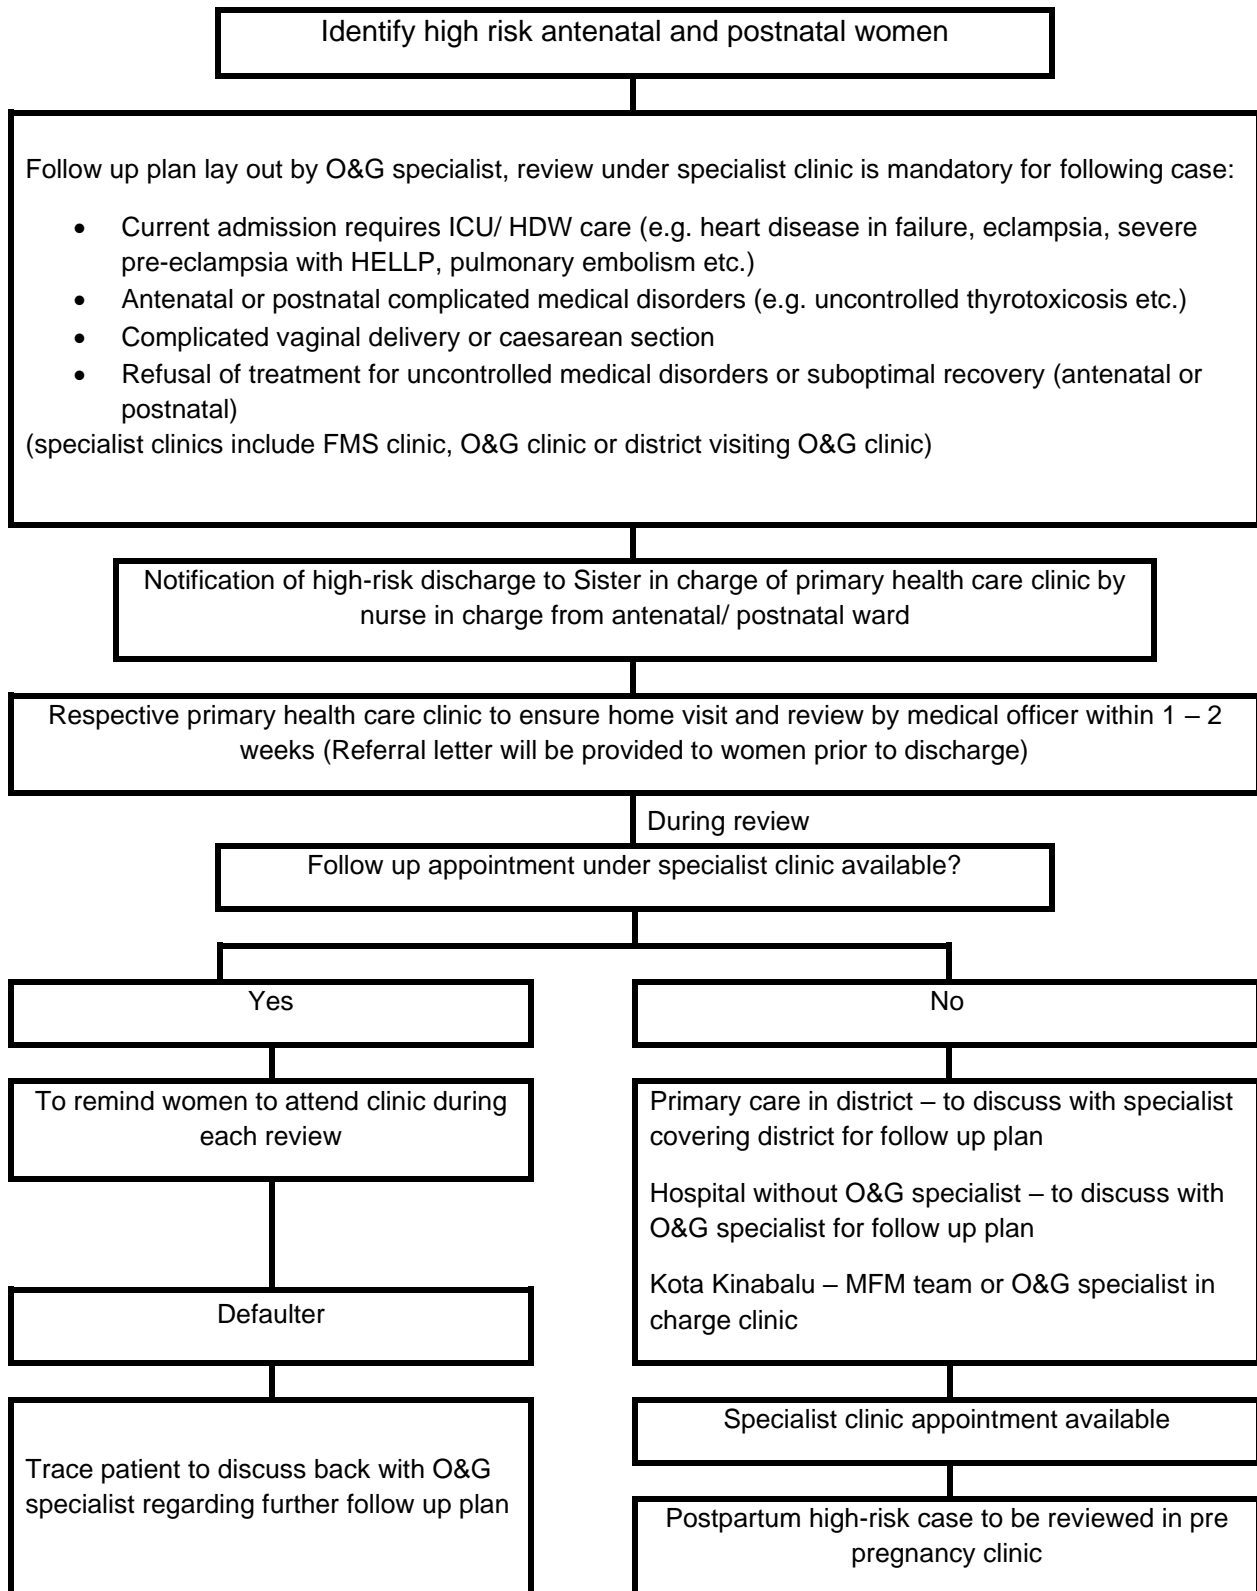 Identify high risk antenatal and postnatal women
Follow up plan lay out by O&G specialist, review under specialist clinic is mandatory for following case:
• Current admission requires ICU/ HDW care (e.g. heart disease in failure, eclampsia, severe
pre-eclampsia with HELLP, pulmonary embolism etc.)
• Antenatal or postnatal complicated medical disorders (e.g. uncontrolled thyrotoxicosis etc.)
• Complicated vaginal delivery or caesarean section
• Refusal of treatment for uncontrolled medical disorders or suboptimal recovery (antenatal or
postnatal)
(specialist clinics include FMS clinic, O&G clinic or district visiting O&G clinic)
Notification of high-risk discharge to Sister in charge of primary health care clinic by
nurse in charge from antenatal/ postnatal ward
Respective primary health care clinic to ensure home visit and review by medical officer within 1 – 2
weeks (Referral letter will be provided to women prior to discharge)
During review
Follow up appointment under specialist clinic available?
Yes
To remind women to attend clinic during
each review
Defaulter
Trace patient to discuss back with O&G
specialist regarding further follow up plan
No
Primary care in district – to discuss with specialist
covering district for follow up plan
Hospital without O&G specialist – to discuss with
O&G specialist for follow up plan
Kota Kinabalu – MFM team or O&G specialist in
charge clinic
Specialist clinic appointment available
Postpartum high-risk case to be reviewed in pre
pregnancy clinic